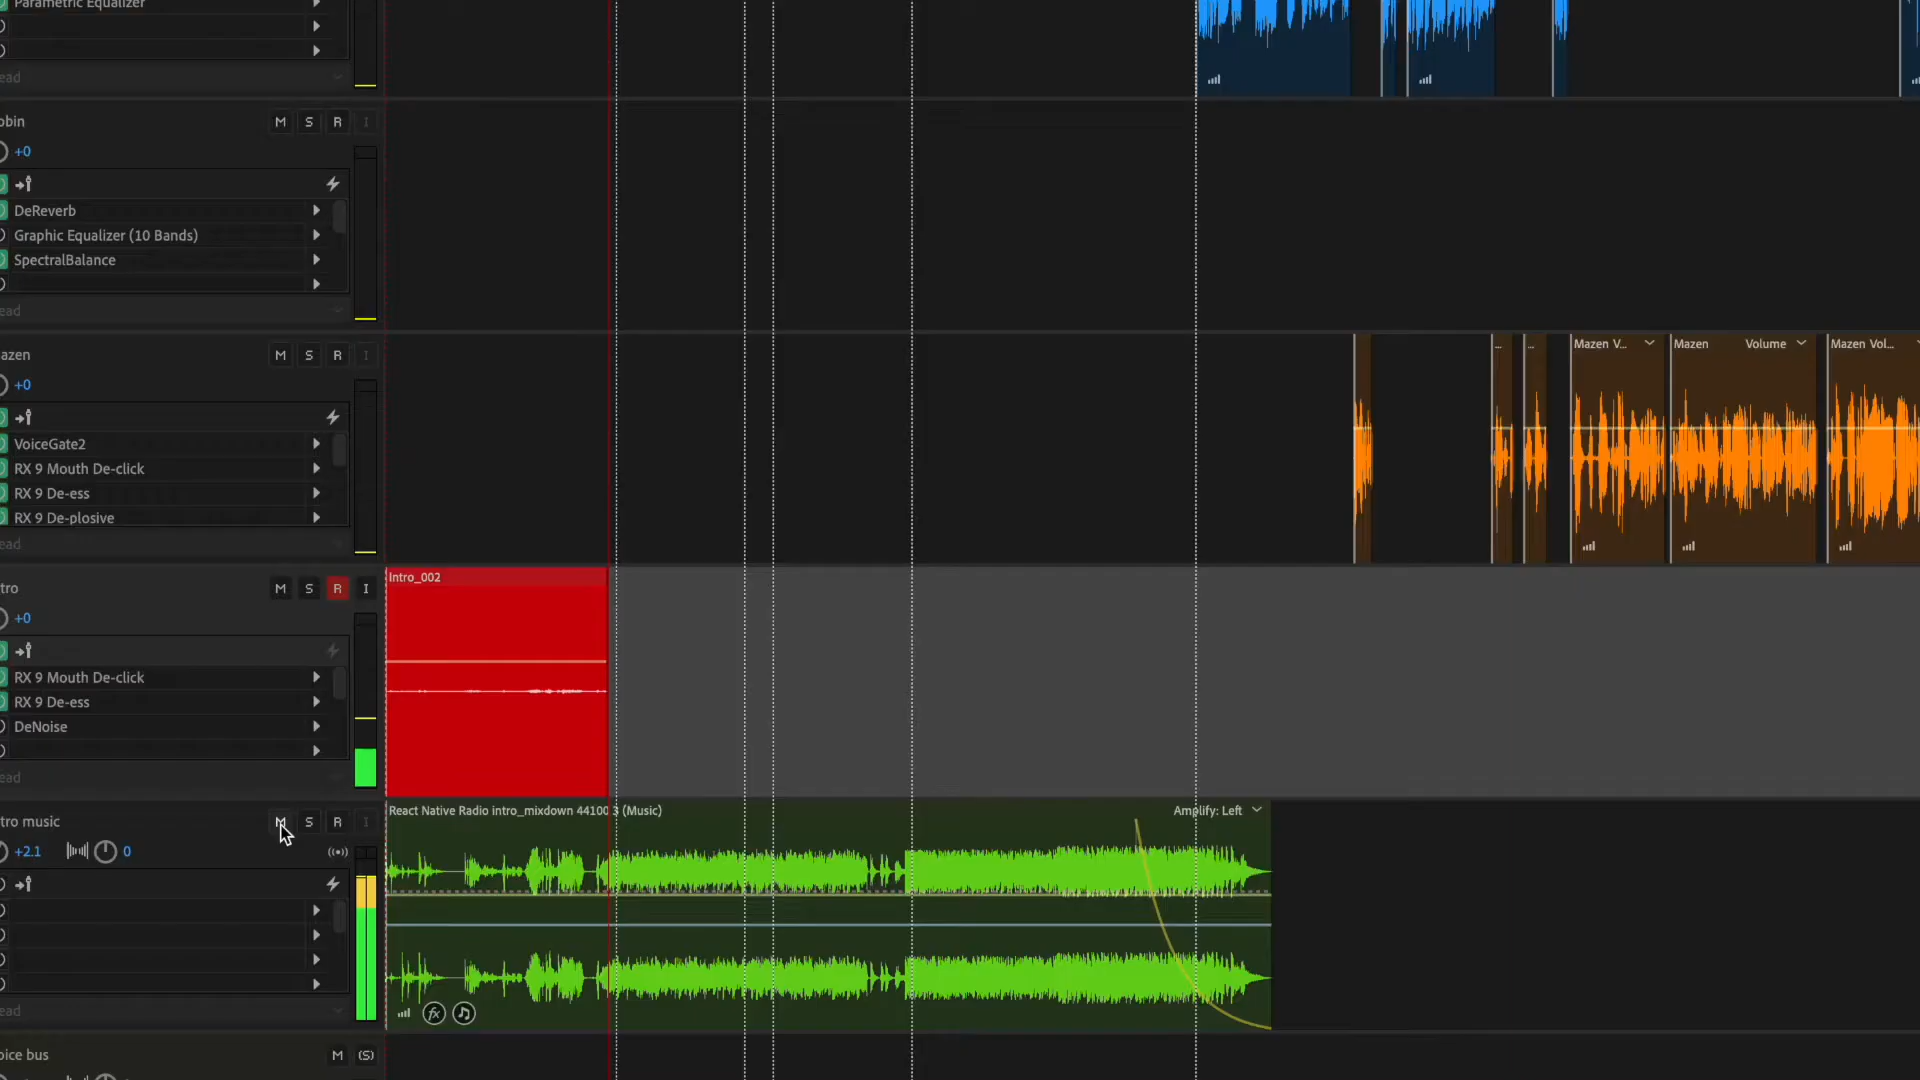 Parametric Equalizer
ead
obin M S R I
+0
DeReverb
Graphic Equalizer (10 Bands)
SpectralBalance
ead
azen M S R I
+0
VoiceGate2
RX 9 Mouth De-click
RX 9 De-ess
RX 9 De-plosive
ead
Mazen V...
Mazen Volume
Mazen Vol...
tro M S R I
+0
RX 9 Mouth De-click
RX 9 De-ess
DeNoise
ead
Intro_002
tro music M S R I
+2.1 0
ead
React Native Radio intro_mixdown 44100 3 (Music) Amplify: Left
fx
oice bus M (S)